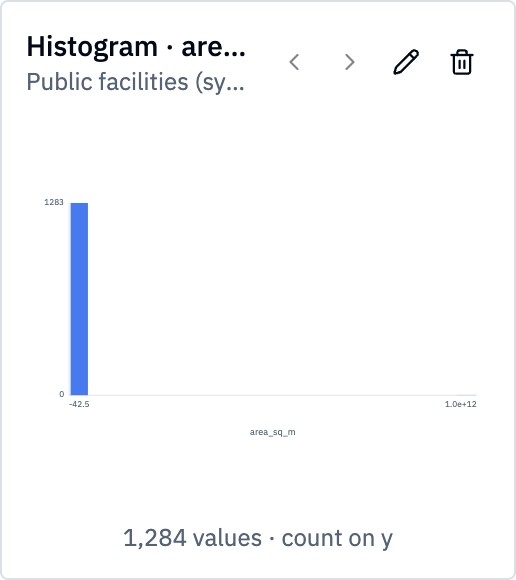 Histogram · are...
Public facilities (sy...
1283
0
-42.5
1.0e+12
area_sq_m
1,284 values · count on y